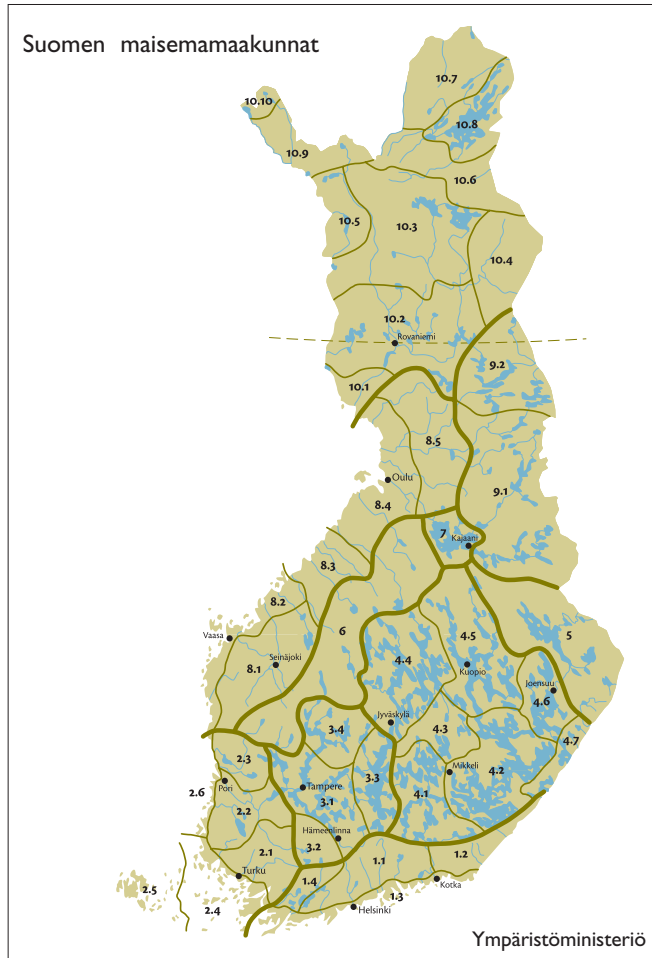 Suomen maisemamaakunnat
10.7
10.10
10.8
10.9
10.6
10.5
10.3
10.4
10.2
Rovaniemi
9.2
10.1
8.5
Oulu
9.1
8.4
7
Kajaani
8.3
8.2
6
4.5
5
Vaasa
Seinäjoki
8.1
4.4
Kuopio
Joensuu
4.6
Jyväskylä
3.4
4.3
4.7
2.3
Mikkeli
4.2
3.3
Pori
Tampere
2.6
3.1
4.1
2.2
Hämeenlinna
2.1
3.2
1.1
1.2
Turku
1.4
Kotka
2.5
1.3
2.4
Helsinki
Ympäristöministeriö